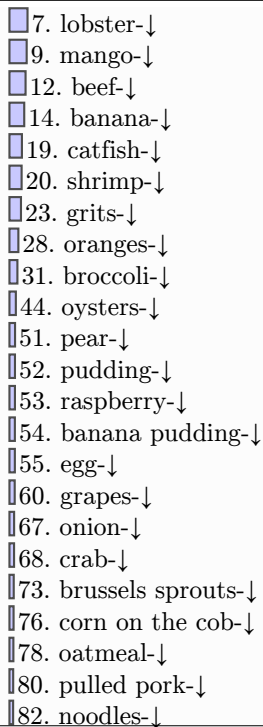 7. lobster-↓
9. mango-↓
12. beef-↓
14. banana-↓
19. catfish-↓
20. shrimp-↓
23. grits-↓
28. oranges-↓
31. broccoli-↓
44. oysters-↓
51. pear-↓
52. pudding-↓
53. raspberry-↓
54. banana pudding-↓
55. egg-↓
60. grapes-↓
67. onion-↓
68. crab-↓
73. brussels sprouts-↓
76. corn on the cob-↓
78. oatmeal-↓
80. pulled pork-↓
82. noodles-↓